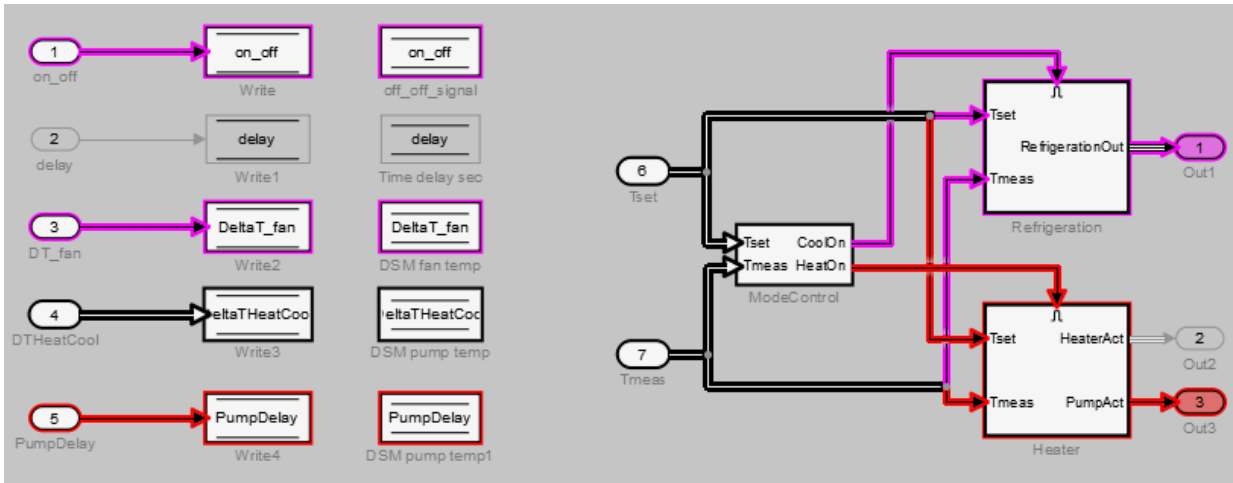 1
on_off
on_off
Write
on_off
off_off_signal
2
delay
delay
Write1
delay
Time delay sec
3
DT_fan
DeltaT_fan
Write2
DeltaT_fan
DSM fan temp
4
DTHeatCool
eltaTHeatCoo
Write3
eltaTHeatCoo
DSM pump temp
5
PumpDelay
PumpDelay
Write4
PumpDelay
DSM pump temp1
6
Tset
7
Tmeas
Tset CoolOn
Tmeas HeatOn
ModeControl
Tset
RefrigerationOut
Tmeas
Refrigeration
1
Out1
Tset HeaterAct
Tmeas PumpAct
Heater
2
Out2
3
Out3